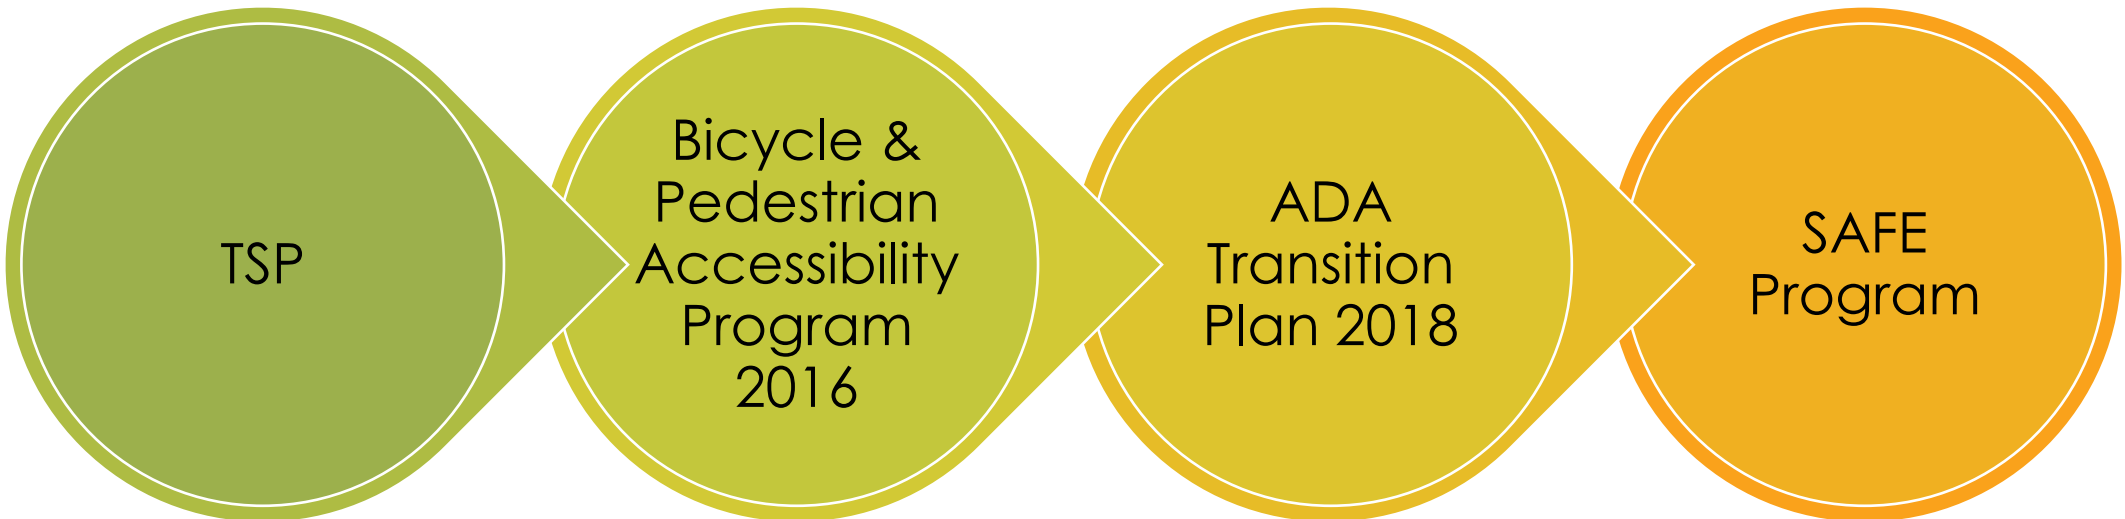 TSP
Bicycle &
Pedestrian
Accessibility
Program
2016
ADA
Transition
Plan 2018
SAFE
Program